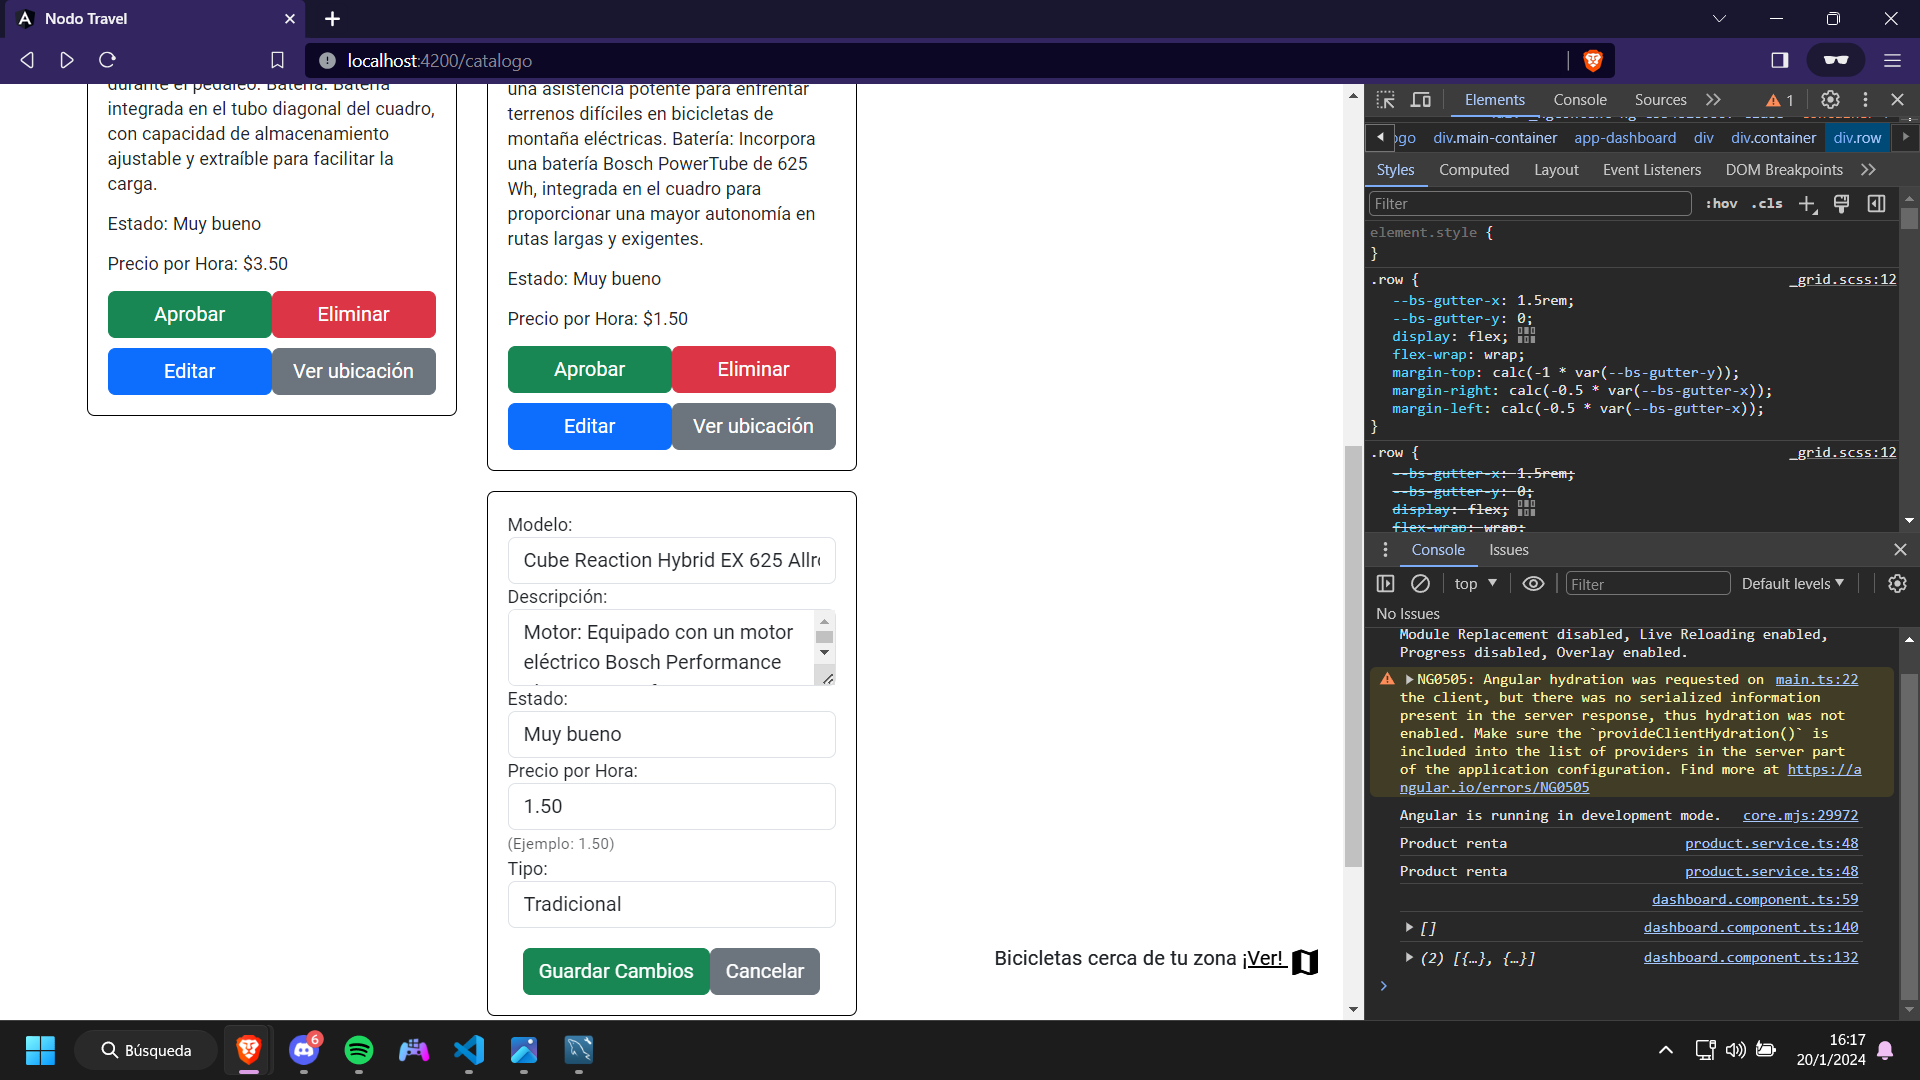 Nodo Travel
localhost:4200/catalogo
durante el pedaleo. Batería: Batería
integrada en el tubo diagonal del cuadro,
con capacidad de almacenamiento
ajustable y extraíble para facilitar la
carga.
Estado: Muy bueno
Precio por Hora: $3.50
Aprobar
Eliminar
Editar
Ver ubicación
una asistencia potente para enfrentar
terrenos difíciles en bicicletas de
montaña eléctricas. Batería: Incorpora
una batería Bosch PowerTube de 625
Wh, integrada en el cuadro para
proporcionar una mayor autonomía en
rutas largas y exigentes.
Estado: Muy bueno
Precio por Hora: $1.50
Aprobar
Eliminar
Editar
Ver ubicación
Modelo:
Cube Reaction Hybrid EX 625 Allr
Descripción:
Motor: Equipado con un motor
eléctrico Bosch Performance
Estado:
Muy bueno
Precio por Hora:
1.50
(Ejemplo: 1.50)
Tipo:
Tradicional
Guardar Cambios
Cancelar
Bicicletas cerca de tu zona ¡Ver!
Elements
Console
Sources
1
ogo
div.main-container
app-dashboard
div
div.container
div.row
Styles
Computed
Layout
Event Listeners
DOM Breakpoints
Filter
:hov
.cls
element.style {
}
.row {
_grid.scss:12
--bs-gutter-x: 1.5rem;
--bs-gutter-y: 0;
display: flex;
flex-wrap: wrap;
margin-top: calc(-1 * var(--bs-gutter-y));
margin-right: calc(-0.5 * var(--bs-gutter-x));
margin-left: calc(-0.5 * var(--bs-gutter-x));
}
.row {
_grid.scss:12
--bs-gutter-x: 1.5rem;
--bs-gutter-y: 0;
display: flex;
flex-wrap: wrap;
Console
Issues
top
Filter
Default levels
No Issues
Module Replacement disabled, Live Reloading enabled,
Progress disabled, Overlay enabled.
NG0505: Angular hydration was requested on main.ts:22
the client, but there was no serialized information
present in the server response, thus hydration was not
enabled. Make sure the `provideClientHydration()` is
included into the list of providers in the server part
of the application configuration. Find more at https://a
ngular.io/errors/NG0505
Angular is running in development mode. core.mjs:29972
Product renta product.service.ts:48
Product renta product.service.ts:48
dashboard.component.ts:59
[] dashboard.component.ts:140
(2) [{…}, {…}] dashboard.component.ts:132
Búsqueda
6
16:17
20/1/2024